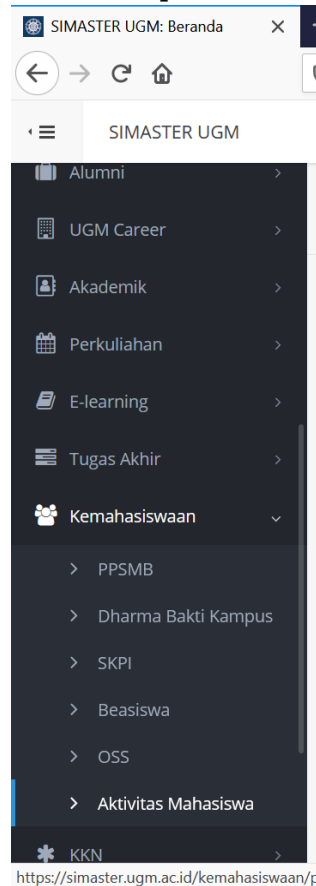 SIMASTER UGM: Beranda
SIMASTER UGM
Alumni
UGM Career
Akademik
Perkuliahan
E-learning
Tugas Akhir
Kemahasiswaan
PPSMB
Dharma Bakti Kampus
SKPI
Beasiswa
OSS
Aktivitas Mahasiswa
KKN
https://simaster.ugm.ac.id/kemahasiswaan/p